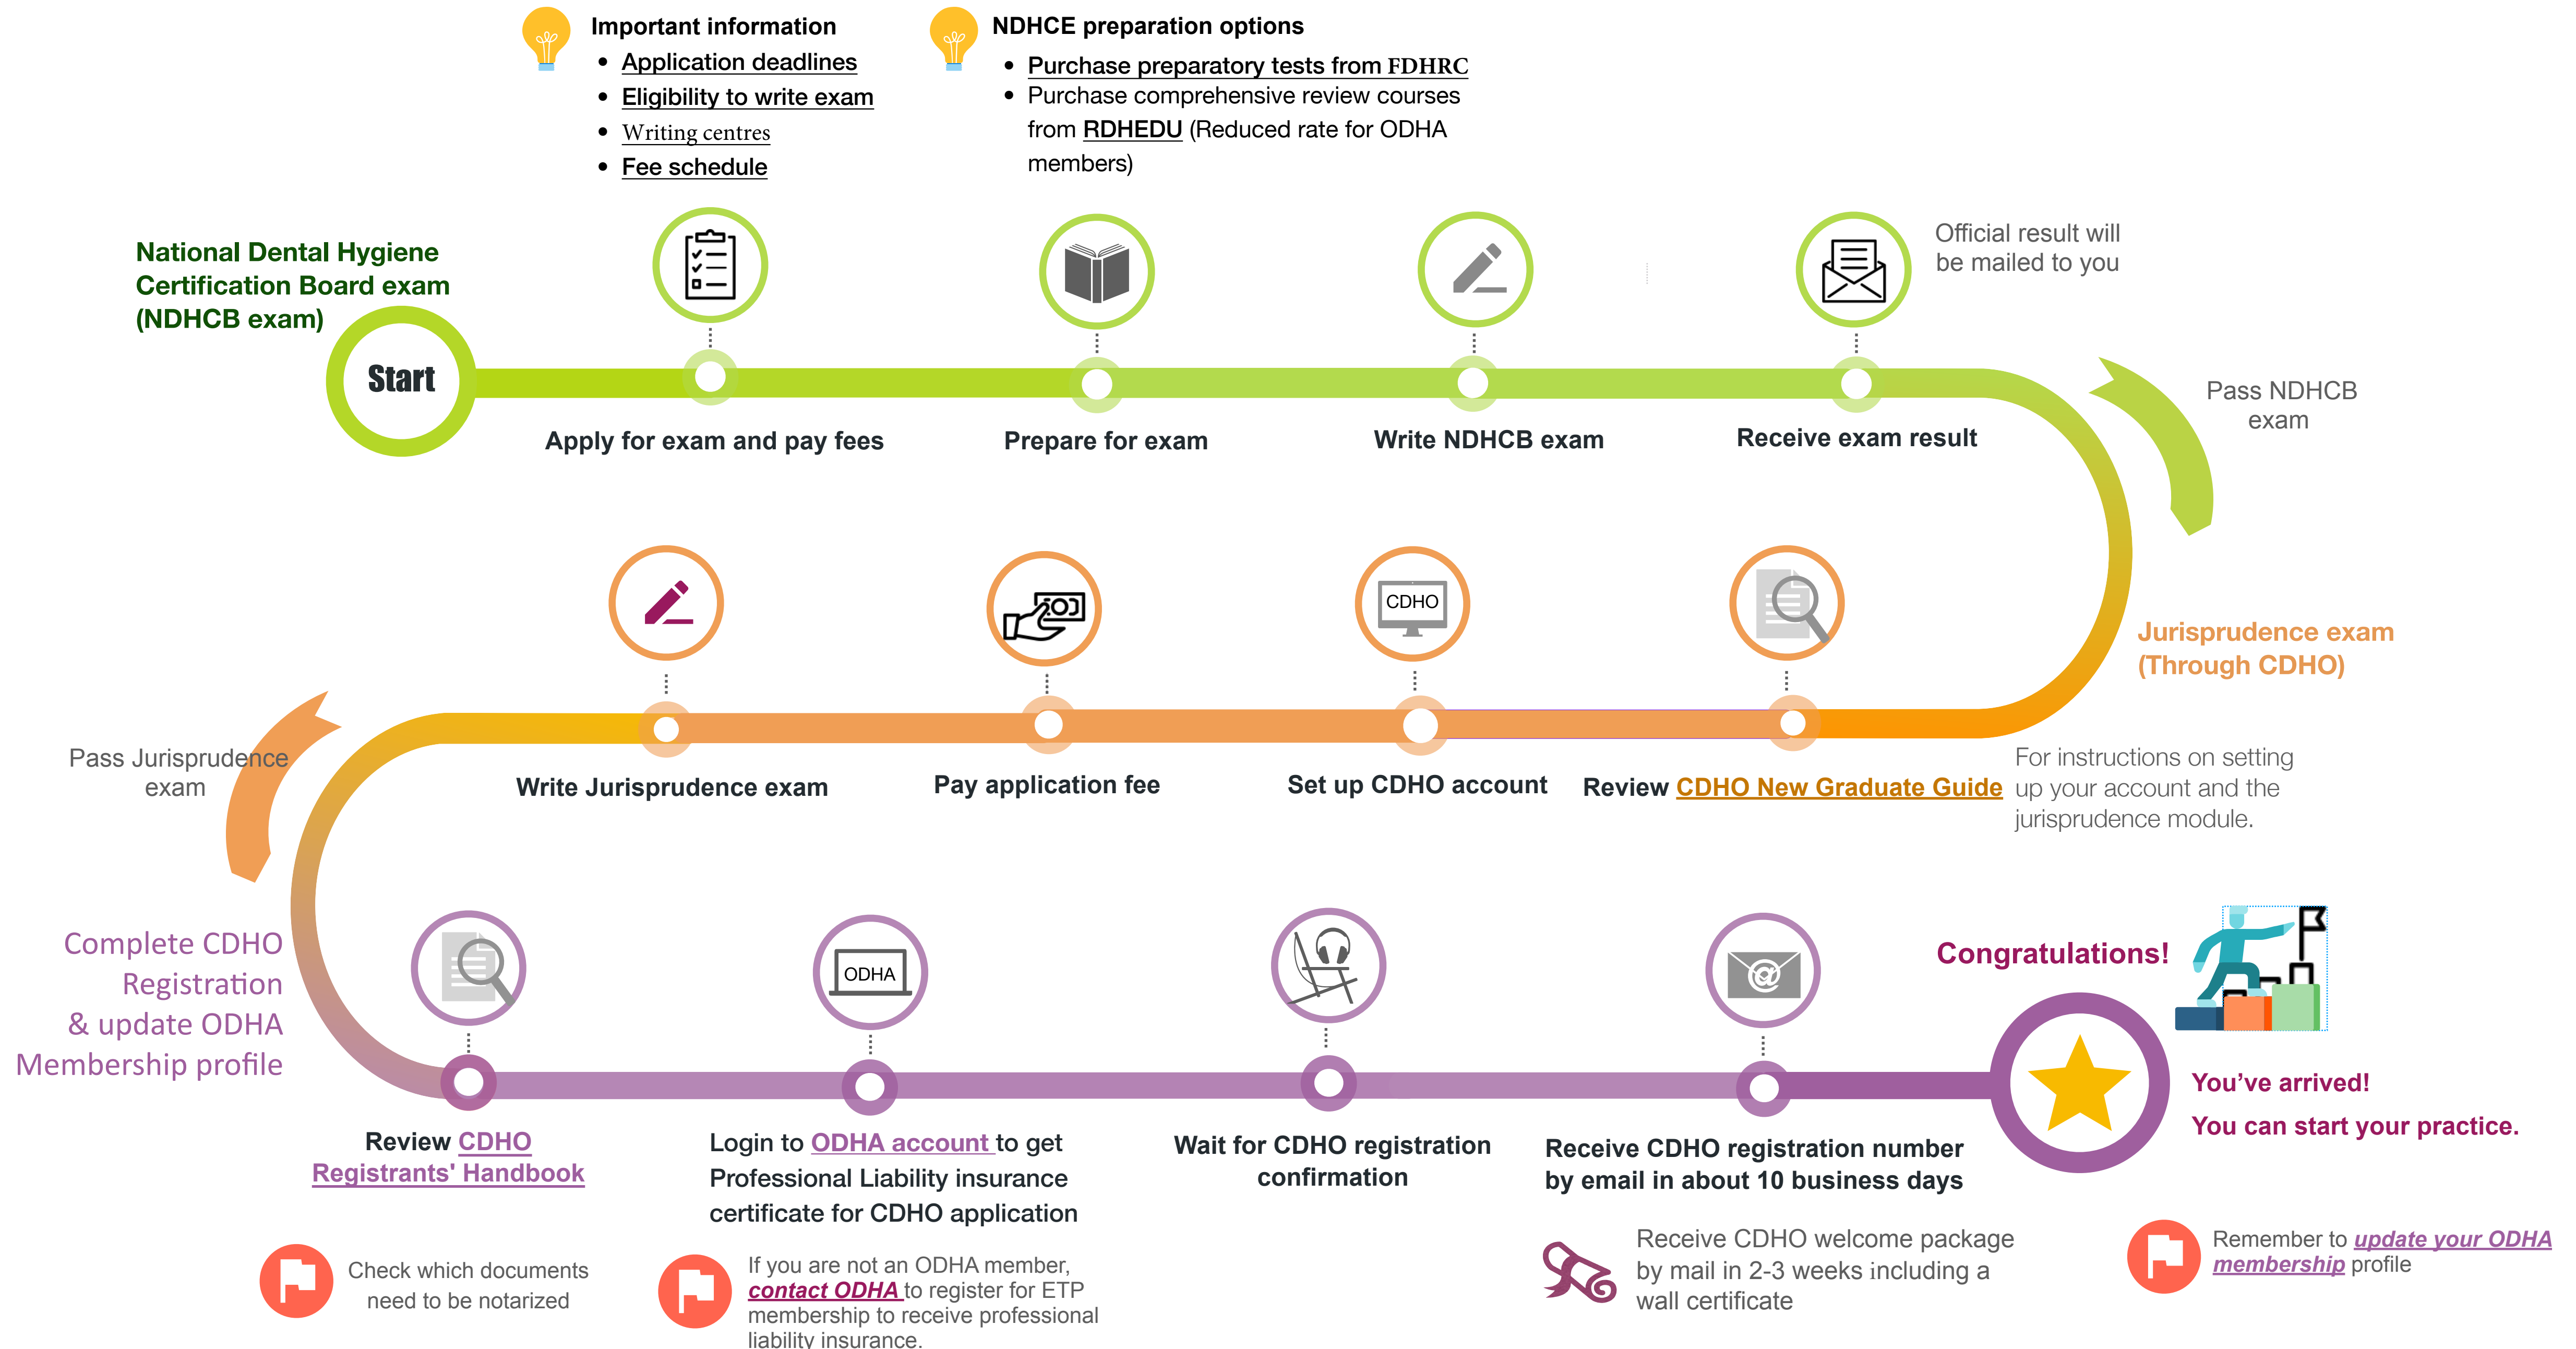 Important information
• Application deadlines
• Eligibility to write exam
• Writing centres
• Fee schedule
NDHCE preparation options
• Purchase preparatory tests from FDHRC
• Purchase comprehensive review courses
from RDHEDU (Reduced rate for ODHA
members)
National Dental Hygiene
Certification Board exam
(NDHCB exam)
Start
Official result will
be mailed to you
Apply for exam and pay fees
Prepare for exam
Write NDHCB exam
Receive exam result
Pass NDHCB
exam
Jurisprudence exam
(Through CDHO)
CDHO
Review CDHO New Graduate Guide
For instructions on setting
up your account and the
jurisprudence module.
Set up CDHO account
Pay application fee
Write Jurisprudence exam
Pass Jurisprudence
exam
Complete CDHO
Registration
& update ODHA
Membership profile
Review CDHO
Registrants' Handbook
Check which documents
need to be notarized
ODHA
Login to ODHA account to get
Professional Liability insurance
certificate for CDHO application
If you are not an ODHA member,
contact ODHA to register for ETP
membership to receive professional
liability insurance.
Wait for CDHO registration
confirmation
@
Receive CDHO registration number
by email in about 10 business days
Receive CDHO welcome package
by mail in 2-3 weeks including a
wall certificate
Congratulations!
You’ve arrived!
You can start your practice.
Remember to update your ODHA
membership profile